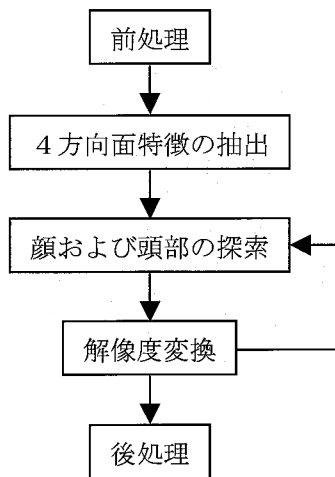 前処理
４方向面特徴の抽出
顔および頭部の探索
解像度変換
後処理